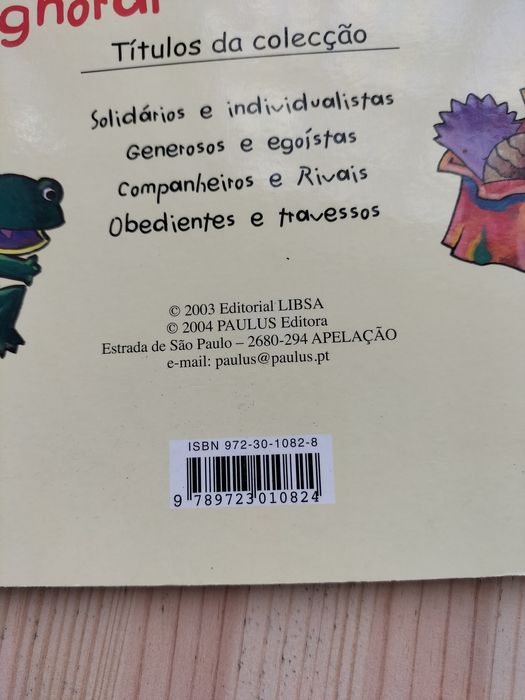 Títulos da colecção
Solidários e individualistas
Generosos e egoístas
Companheiros e Rivais
Obedientes e travessos
© 2003 Editorial LIBSA
© 2004 PAULUS Editora
Estrada de São Paulo – 2680-294 APELAÇÃO
e-mail: paulus@paulus.pt
ISBN 972-30-1082-8
9 789723 010824